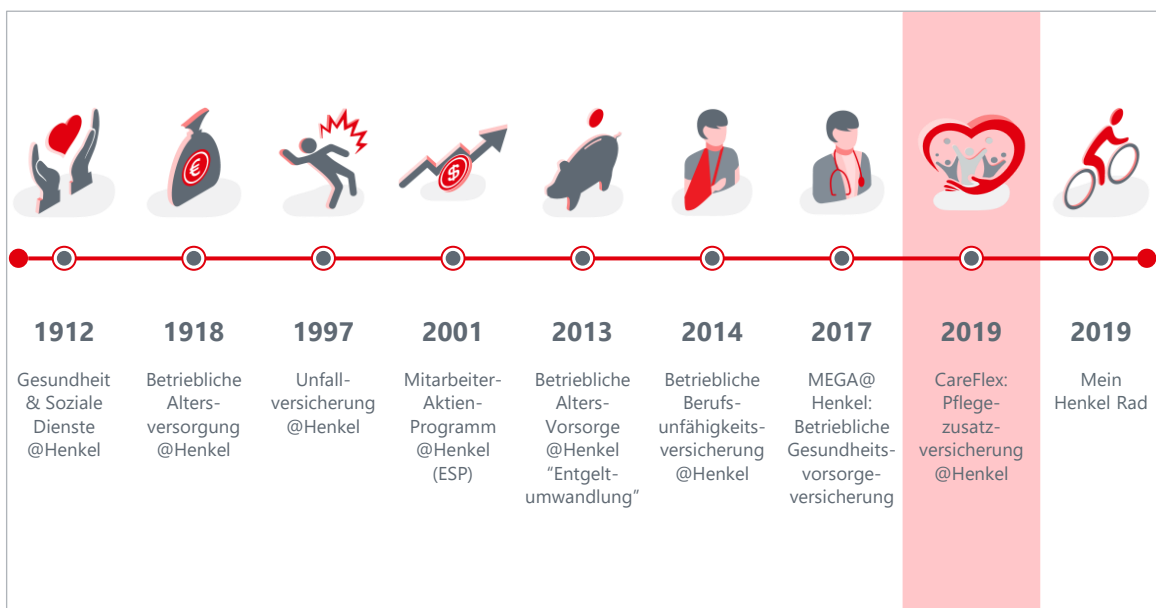 €
$
1912
Gesundheit
& Soziale
Dienste
@Henkel
1918
Betriebliche
Alters-
versorgung
@Henkel
1997
Unfall-
versicherung
@Henkel
2001
Mitarbeiter-
Aktien-
Programm
@Henkel
(ESP)
2013
Betriebliche
Alters-
Vorsorge
@Henkel
“Entgelt-
umwandlung”
2014
Betriebliche
Berufs-
unfähigkeits-
versicherung
@Henkel
2017
MEGA@
Henkel:
Betriebliche
Gesundheits-
vorsorge-
versicherung
2019
CareFlex:
Pflege-
zusatz-
versicherung
@Henkel
2019
Mein
Henkel Rad